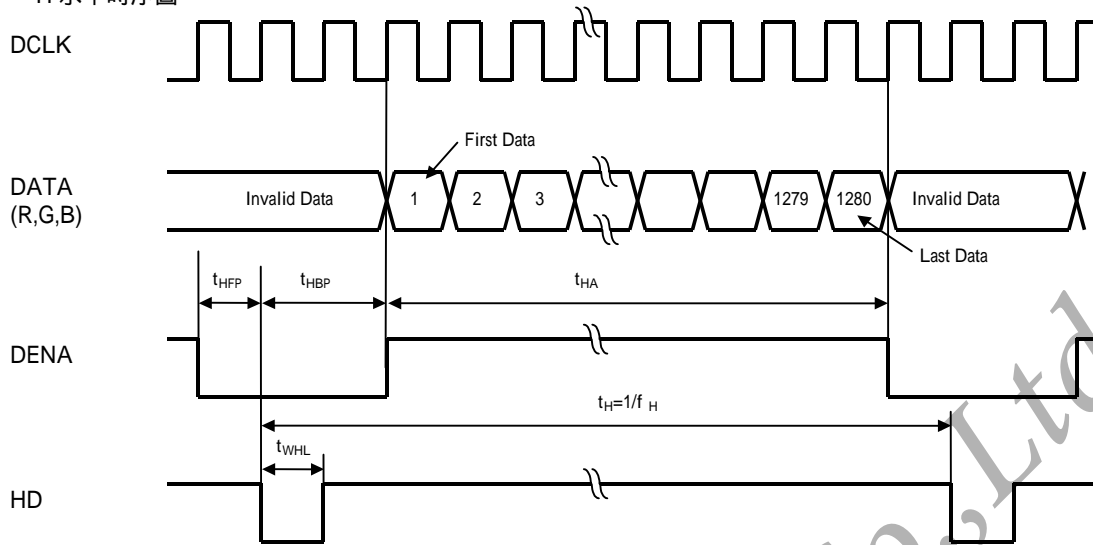 DCLK
First Data
DATA
(R,G,B)
Invalid Data 1 2 3 1279 1280 Invalid Data
Last Data
tHFP tHBP tHA
DENA
tH=1/f H
tWHL
HD
o.,Ltd